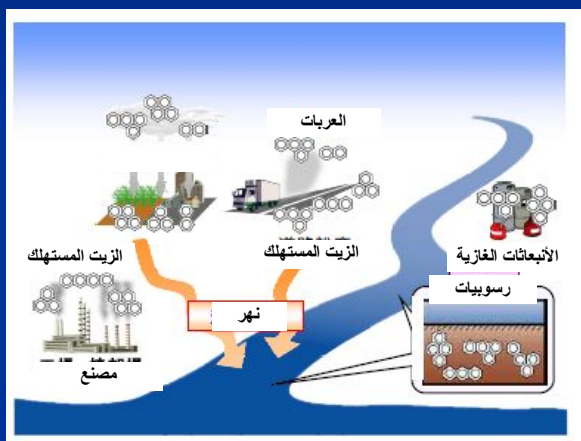 العربات
الزيت المستهلك
الزيت المستهلك
الأنبعاثات الغازية
رسوبيات
نهر
مصنع